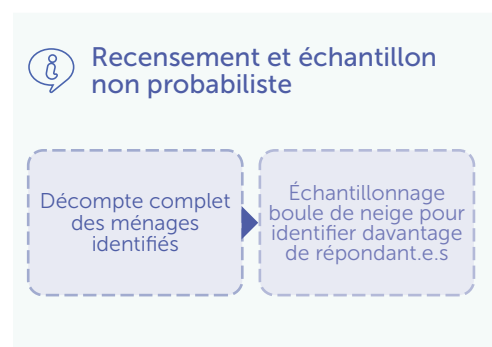 Recensement et échantillon
non probabiliste
Décompte complet
des ménages
identifiés
Échantillonnage
boule de neige pour
identifier davantage
de répondant.e.s